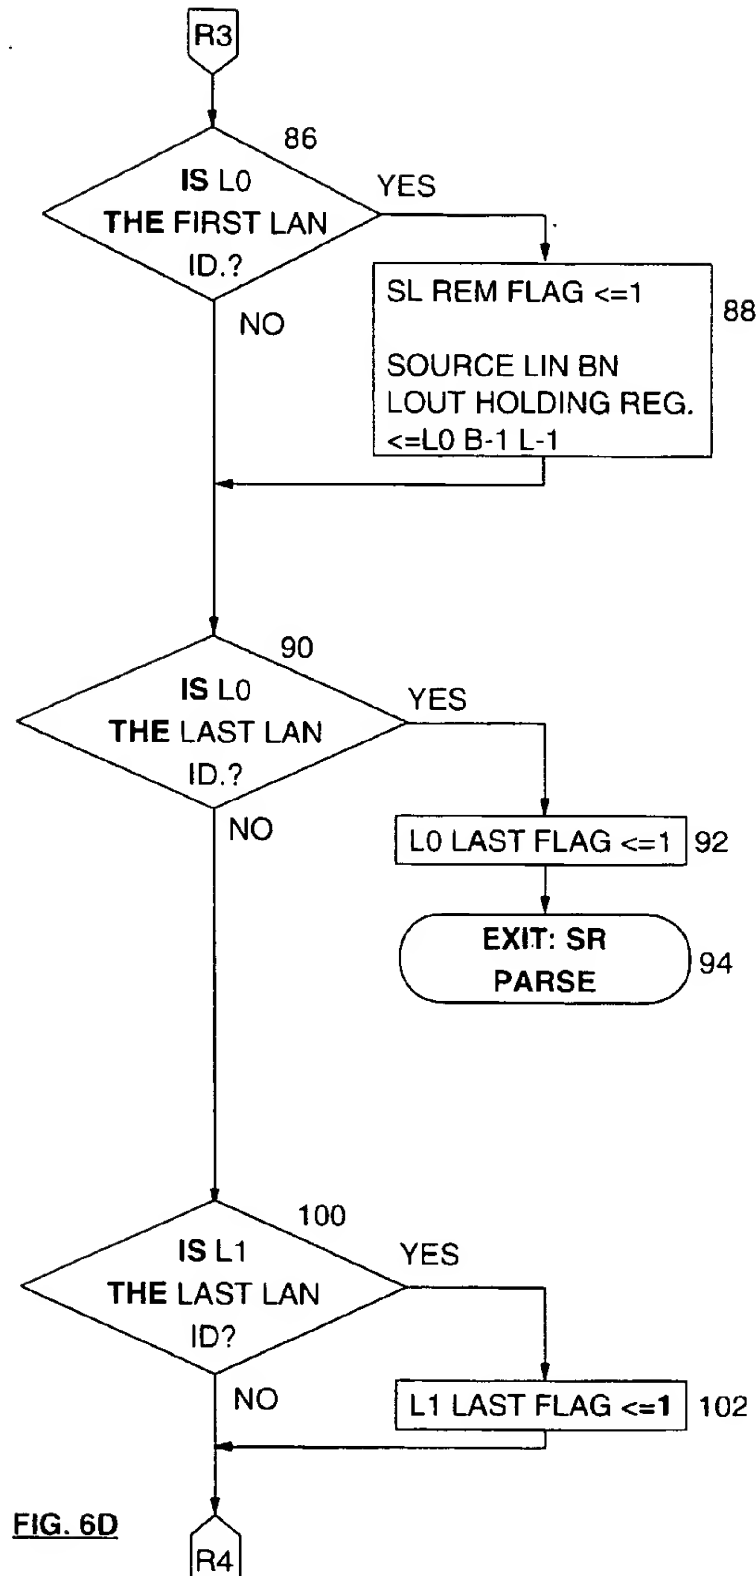 R3
86
IS L0
THE FIRST LAN
ID.?
YES
NO
SL REM FLAG <=1
SOURCE LIN BN
LOUT HOLDING REG.
<=L0 B-1 L-1
88
90
IS L0
THE LAST LAN
ID.?
YES
NO
L0 LAST FLAG <=1
92
EXIT: SR
PARSE
94
100
IS L1
THE LAST LAN
ID?
YES
NO
L1 LAST FLAG <=1
102
FIG. 6D
R4